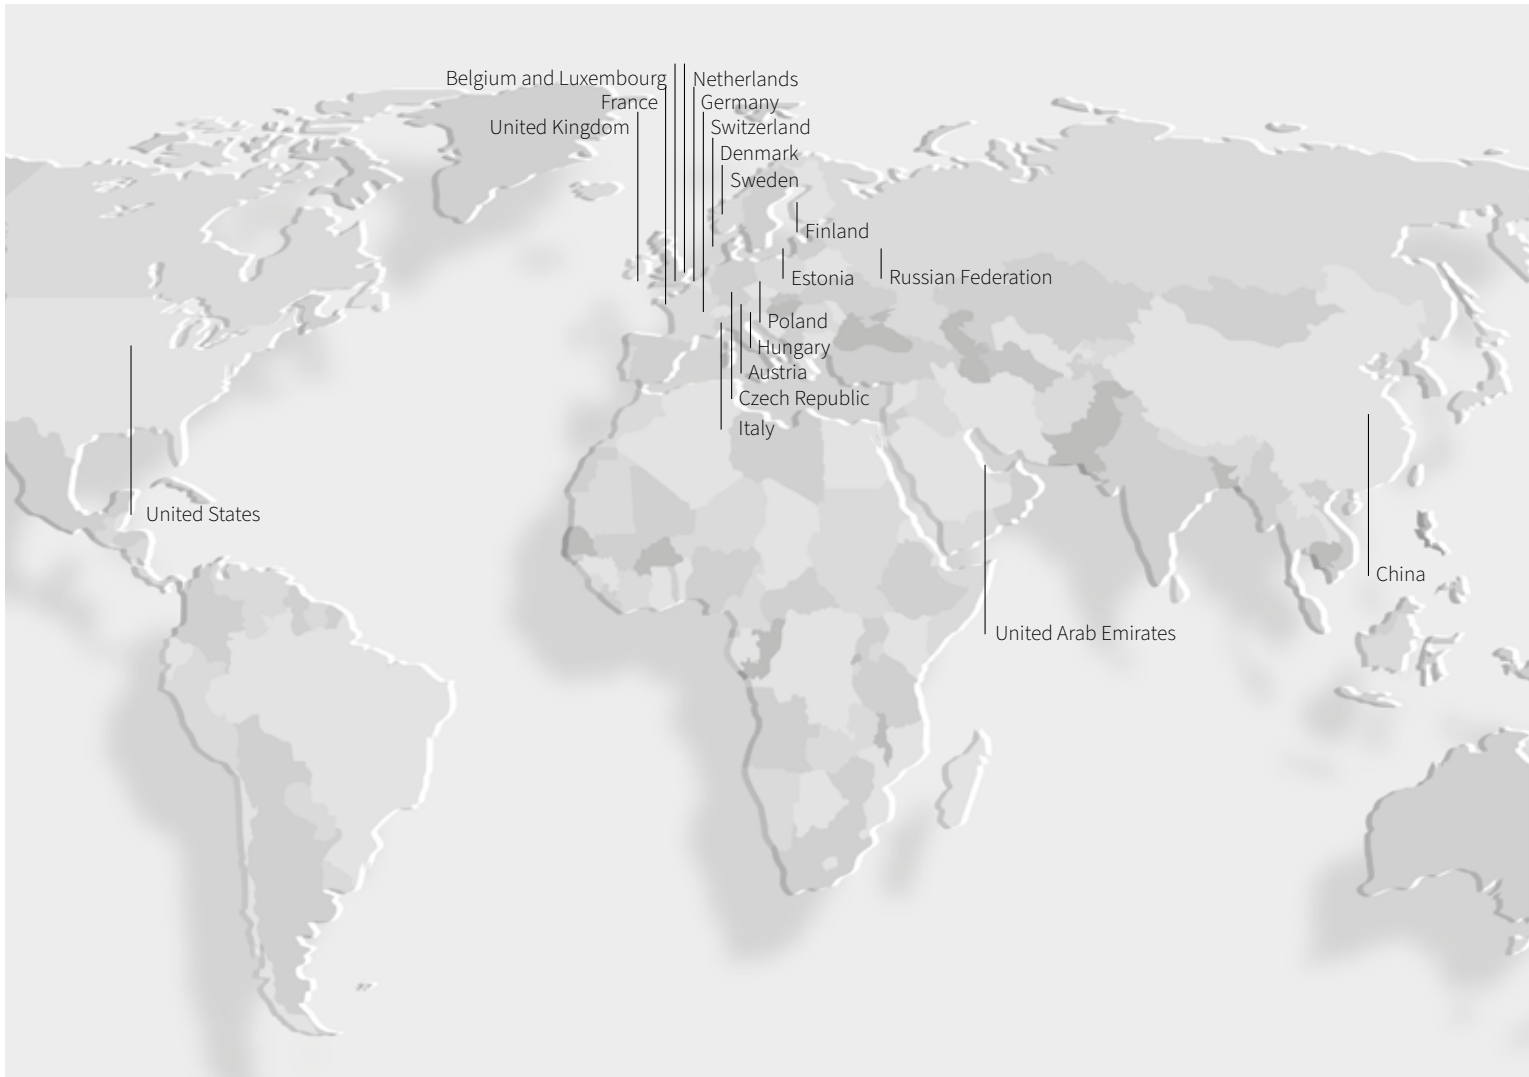 Belgium and Luxembourg
Netherlands
France
Germany
United Kingdom
Switzerland
Denmark
Sweden
Finland
Estonia
Russian Federation
Poland
Hungary
Austria
Czech Republic
Italy
United States
China
United Arab Emirates